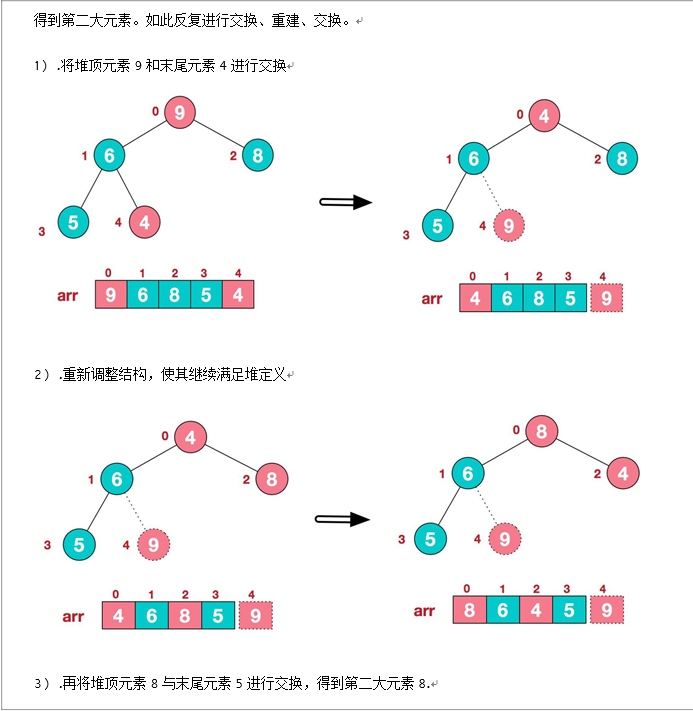 得到第二大元素。如此反复进行交换、重建、交换。
1）.将堆顶元素 9 和末尾元素 4 进行交换
0 9
1 6 2 8
3 5 4 4
0 1 2 3 4
arr 9 6 8 5 4
0 4
1 6 2 8
3 5 4 9
0 1 2 3 4
arr 4 6 8 5 9
2）.重新调整结构，使其继续满足堆定义
0 4
1 6 2 8
3 5 4 9
0 1 2 3 4
arr 4 6 8 5 9
0 8
1 6 2 4
3 5 4 9
0 1 2 3 4
arr 8 6 4 5 9
3）.再将堆顶元素 8 与末尾元素 5 进行交换，得到第二大元素 8.